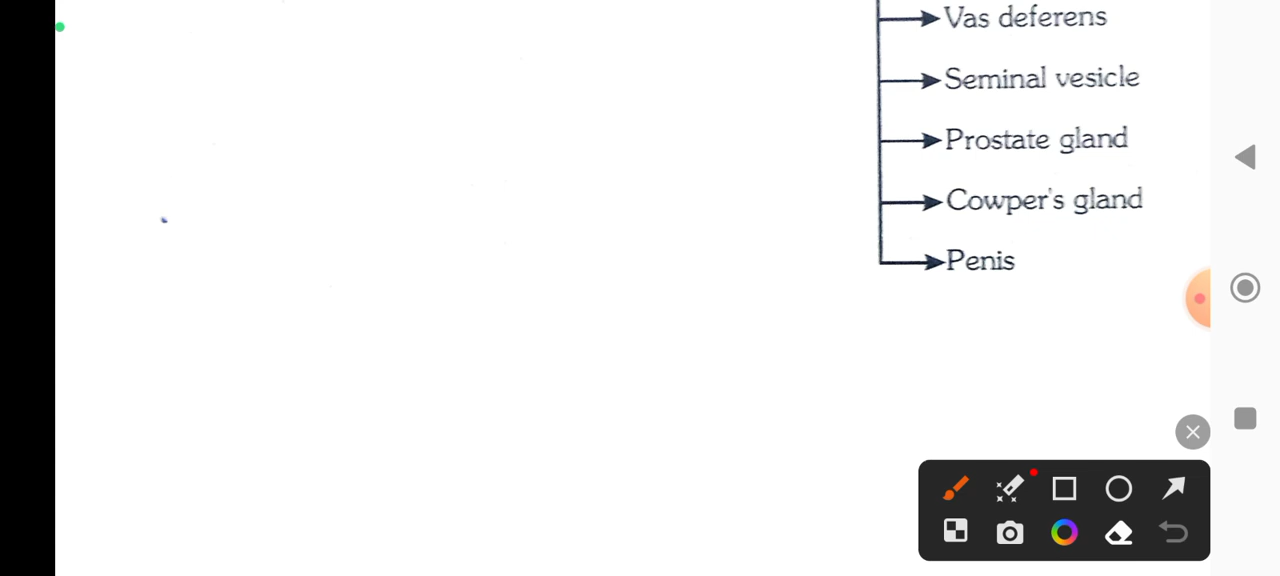 Vas deferens
Seminal vesicle
Prostate gland
Cowper's gland
Penis